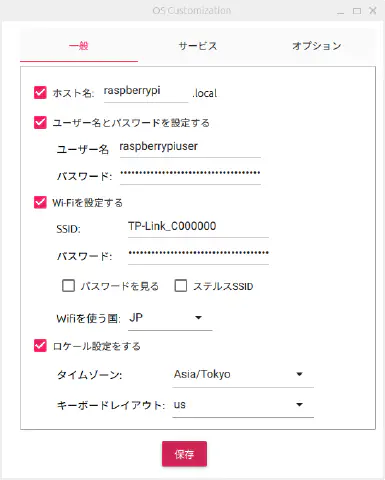 OS Customization
一般 サービス オプション
ホスト名: raspberrypi .local
ユーザー名とパスワードを設定する
ユーザー名 raspberrypiuser
パスワード: ••••••••••••••••••••••••••••••••••••••
Wi-Fiを設定する
SSID: TP-Link_C000000
パスワード: ••••••••••••••••••••••••••••••••••••••
パスワードを見る ステルスSSID
Wifiを使う国: JP
ロケール設定をする
タイムゾーン: Asia/Tokyo
キーボードレイアウト: us
保存